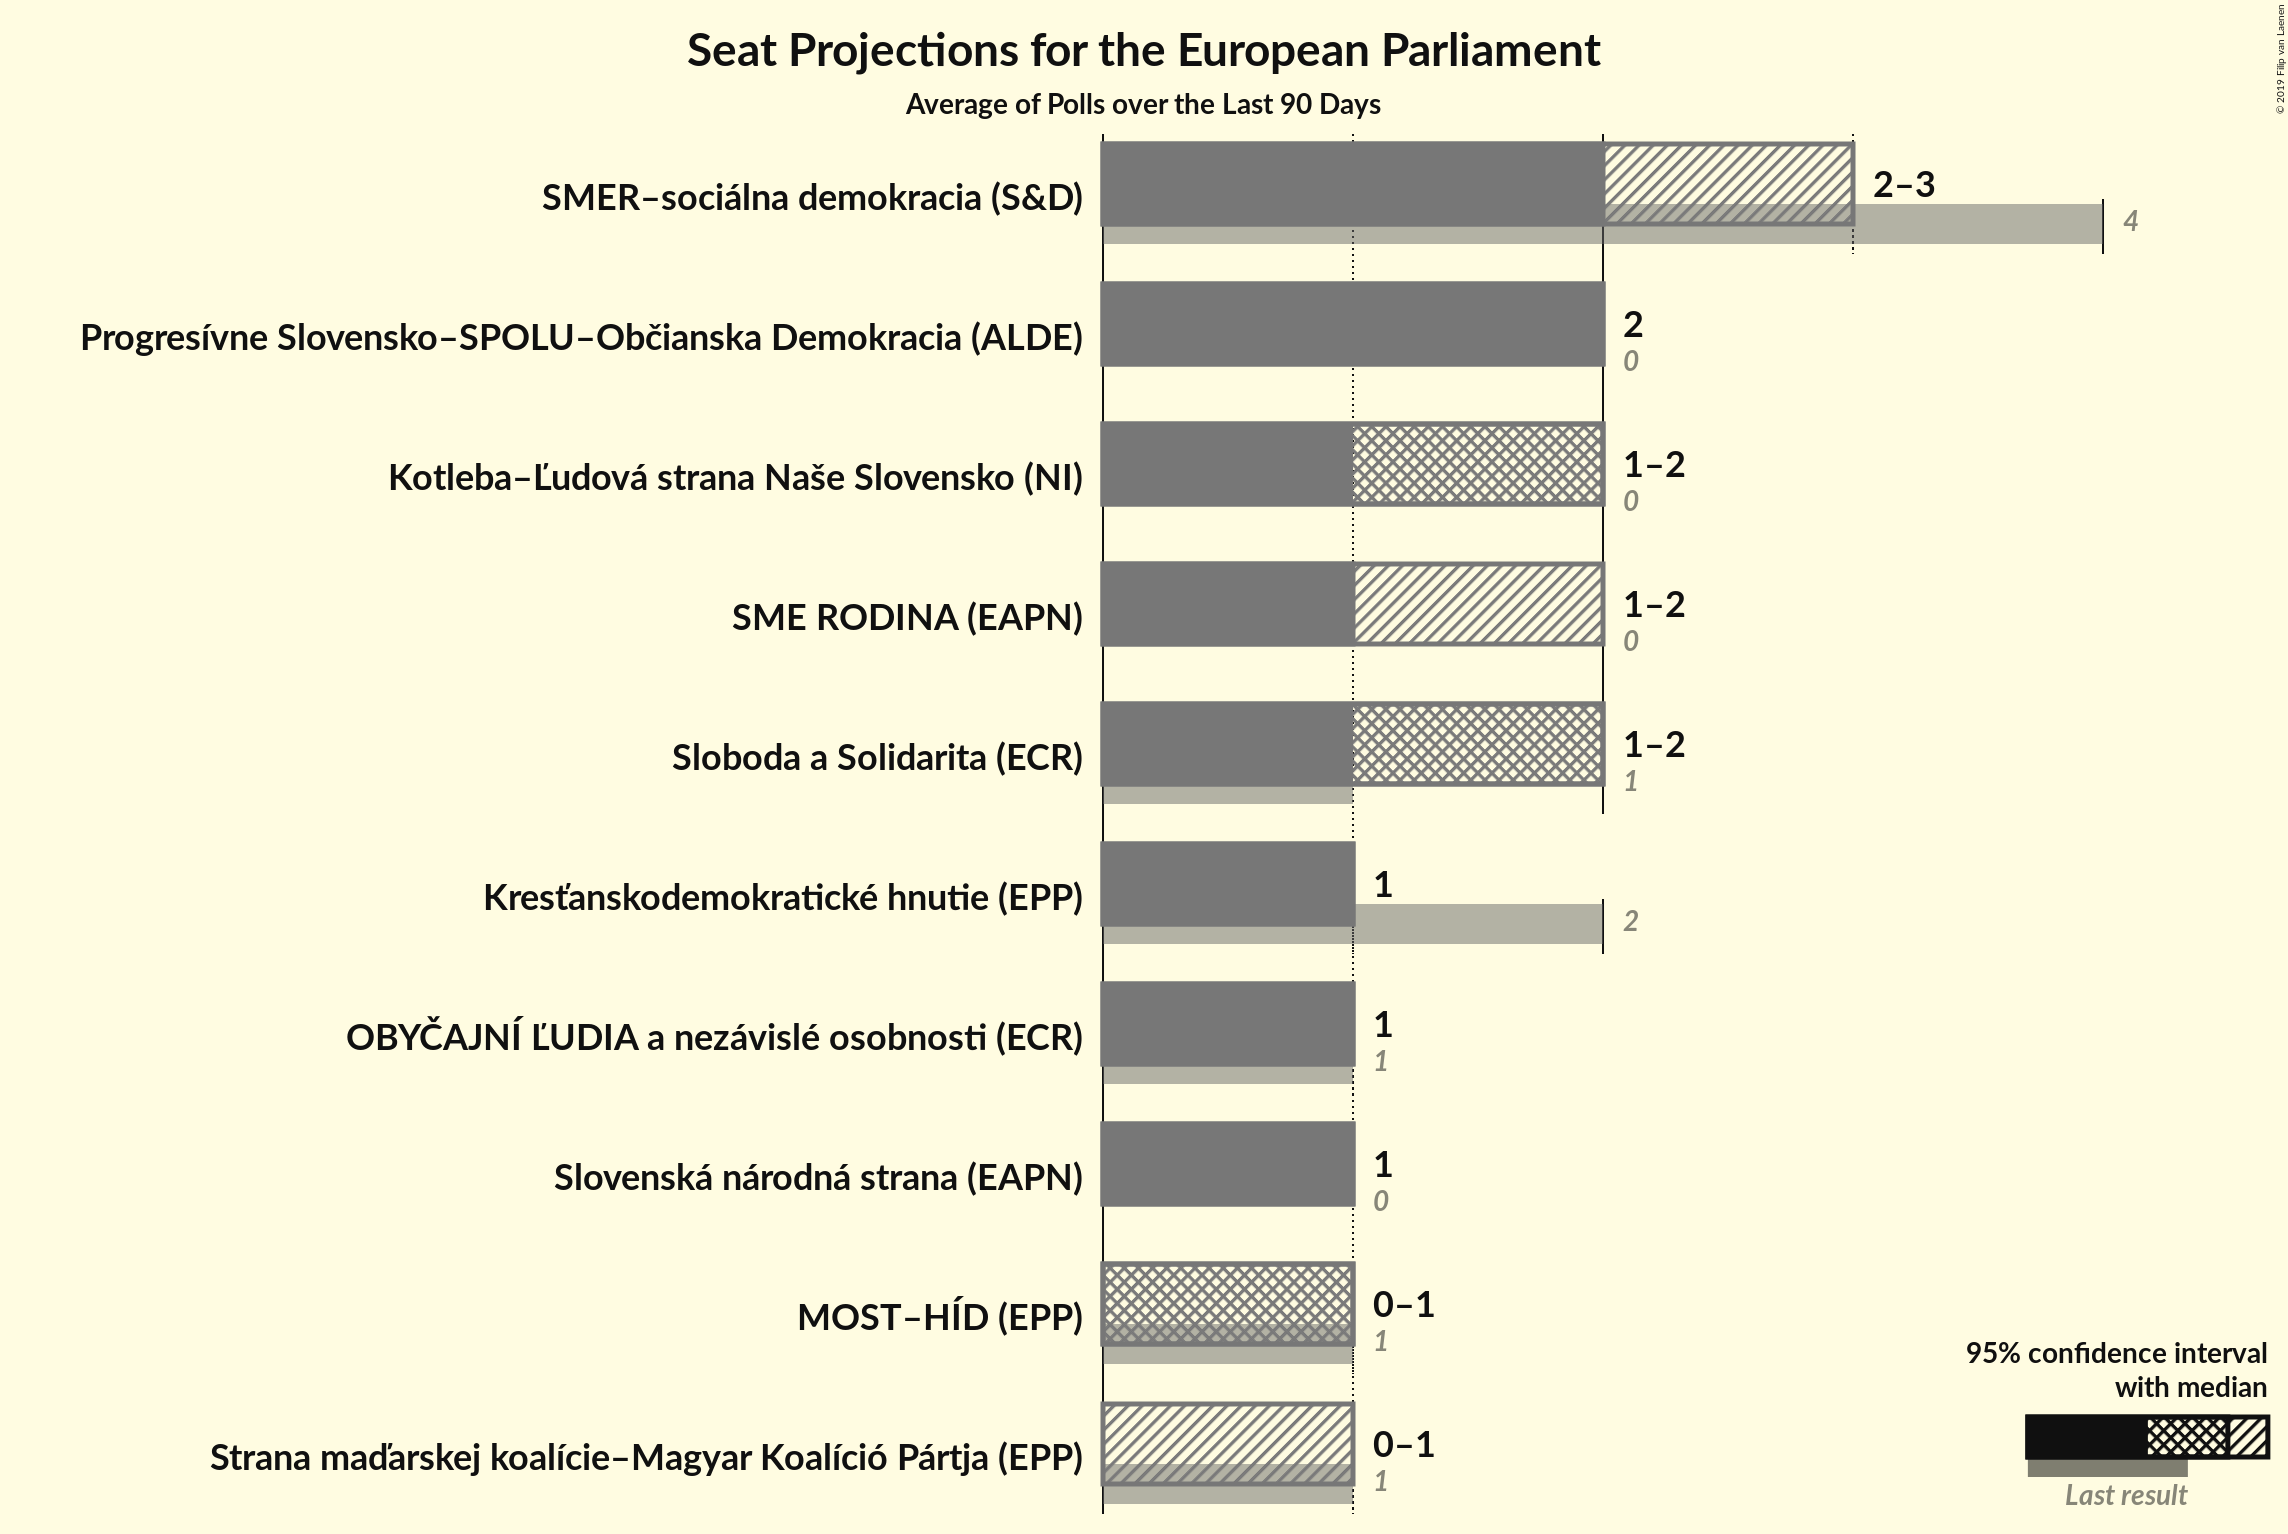 Seat Projections for the European Parliament
Average of Polls over the Last 90 Days
© 2019 Filip van Laenen
SMER–sociálna demokracia (S&D)
2–3
4
Progresívne Slovensko–SPOLU–Občianska Demokracia (ALDE)
2
0
Kotleba–Ľudová strana Naše Slovensko (NI)
1–2
0
SME RODINA (EAPN)
1–2
0
Sloboda a Solidarita (ECR)
1–2
1
Kresťanskodemokratické hnutie (EPP)
1
2
OBYČAJNÍ ĽUDIA a nezávislé osobnosti (ECR)
1
1
Slovenská národná strana (EAPN)
1
0
MOST–HÍD (EPP)
0–1
1
Strana maďarskej koalície–Magyar Koalíció Pártja (EPP)
0–1
1
95% confidence interval
with median
Last result